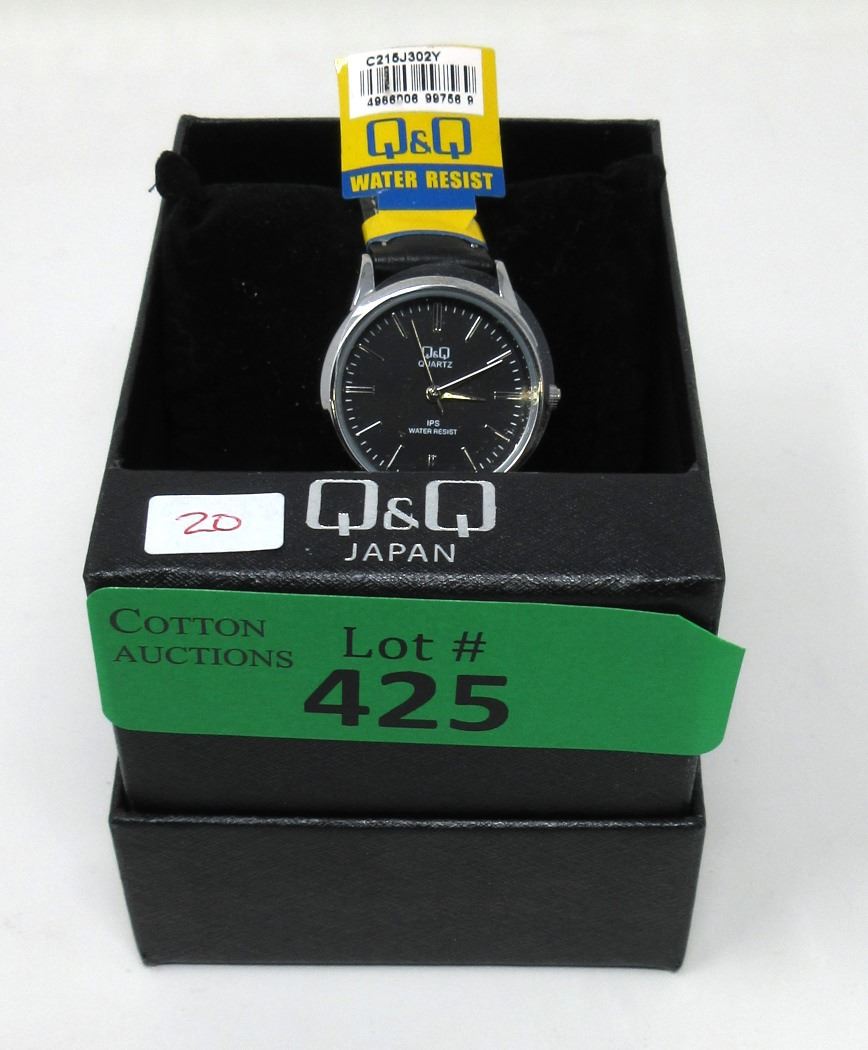 C215J302Y
4966006 99756 9
Q&Q
WATER RESIST
Q&Q
QUARTZ
IPS
WATER RESIST
20
Q&Q
JAPAN
COTTON
AUCTIONS
Lot #
425